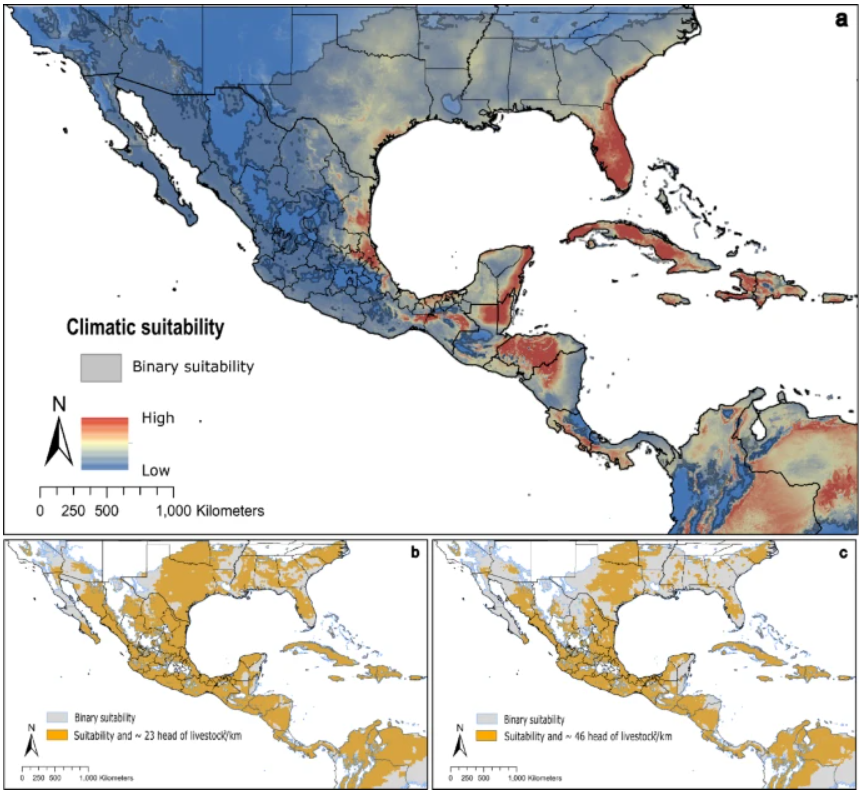 a
Climatic suitability
Binary suitability
N
High
Low
0 250 500 1,000 Kilometers
b
Binary suitability
Suitability and ~ 23 head of livestock/km
N
0 250 500 1,000 Kilometers
c
Binary suitability
Suitability and ~ 46 head of livestock/km
N
0 250 500 1,000 Kilometers